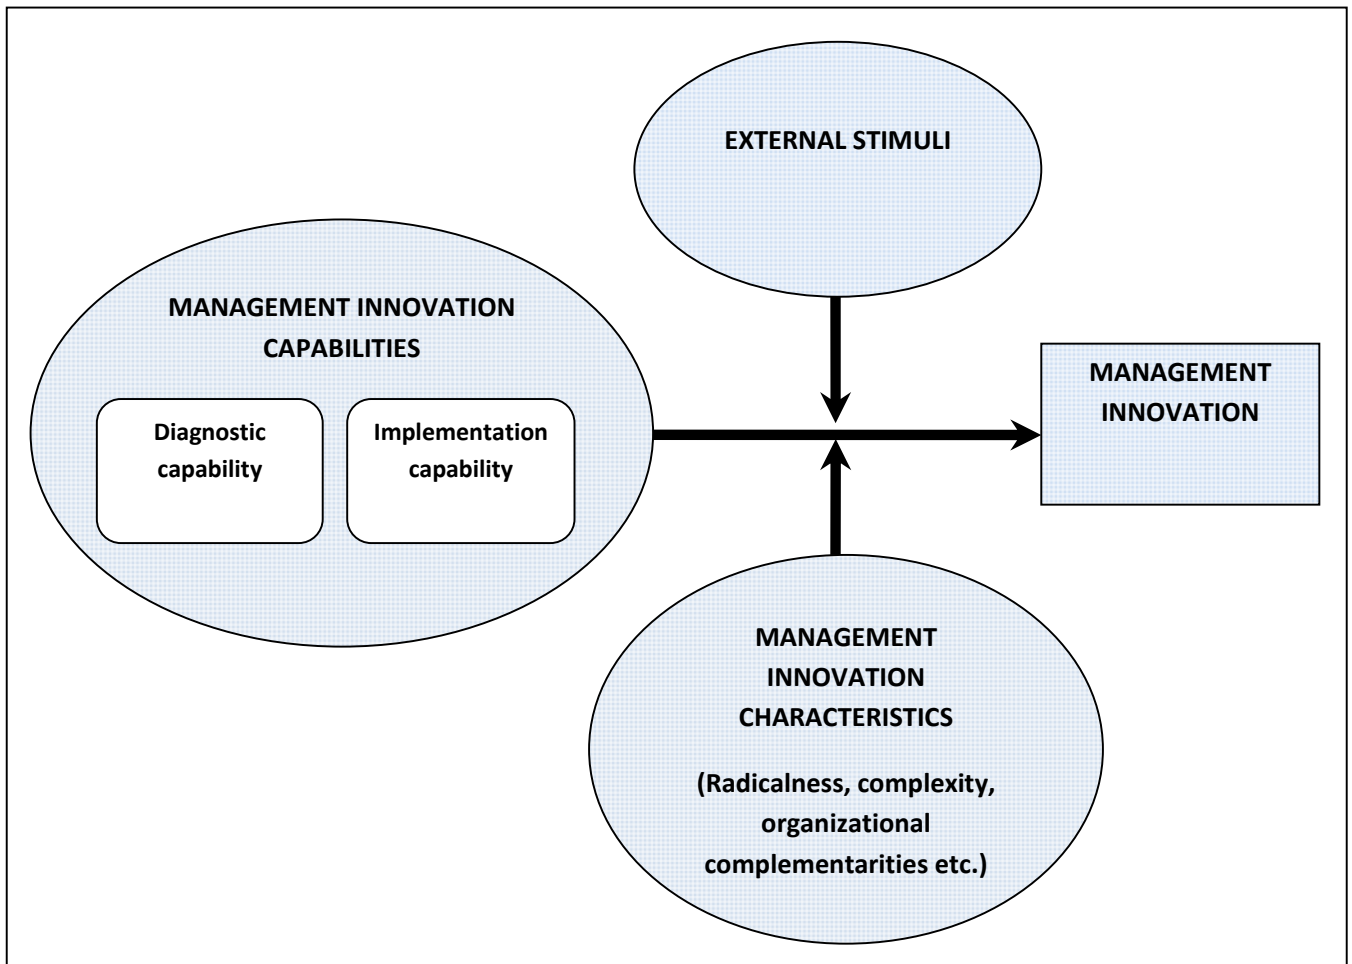 EXTERNAL STIMULI
MANAGEMENT INNOVATION
CAPABILITIES
Diagnostic
capability
Implementation
capability
MANAGEMENT
INNOVATION
MANAGEMENT
INNOVATION
CHARACTERISTICS
(Radicalness, complexity,
organizational
complementarities etc.)